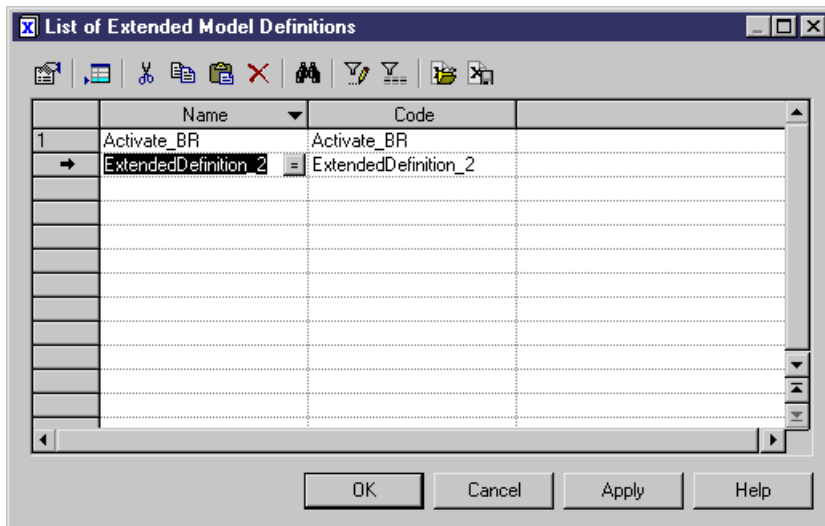 List of Extended Model Definitions
Name Code
1 Activate_BR Activate_BR
ExtendedDefinition_2 = ExtendedDefinition_2
OK Cancel Apply Help